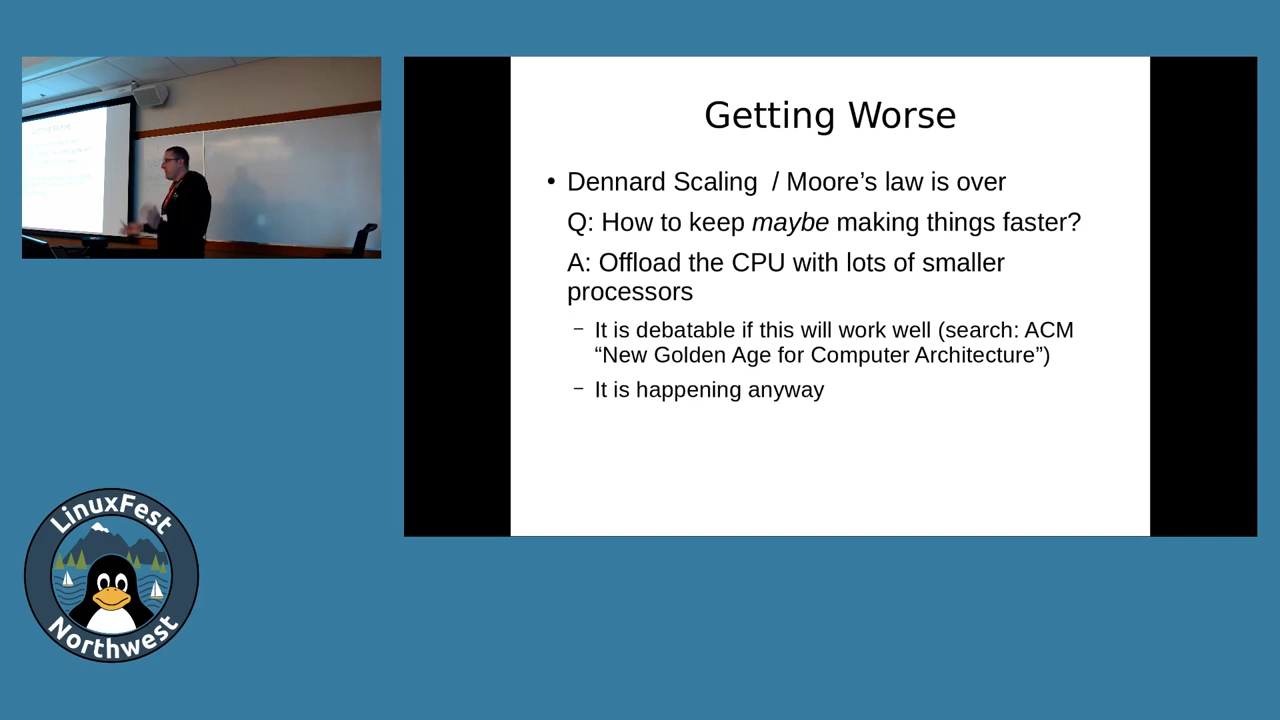 Getting Worse
• Dennard Scaling / Moore’s law is over
Q: How to keep maybe making things faster?
A: Offload the CPU with lots of smaller
processors
– It is debatable if this will work well (search: ACM
“New Golden Age for Computer Architecture”)
– It is happening anyway
LinuxFest
Northwest